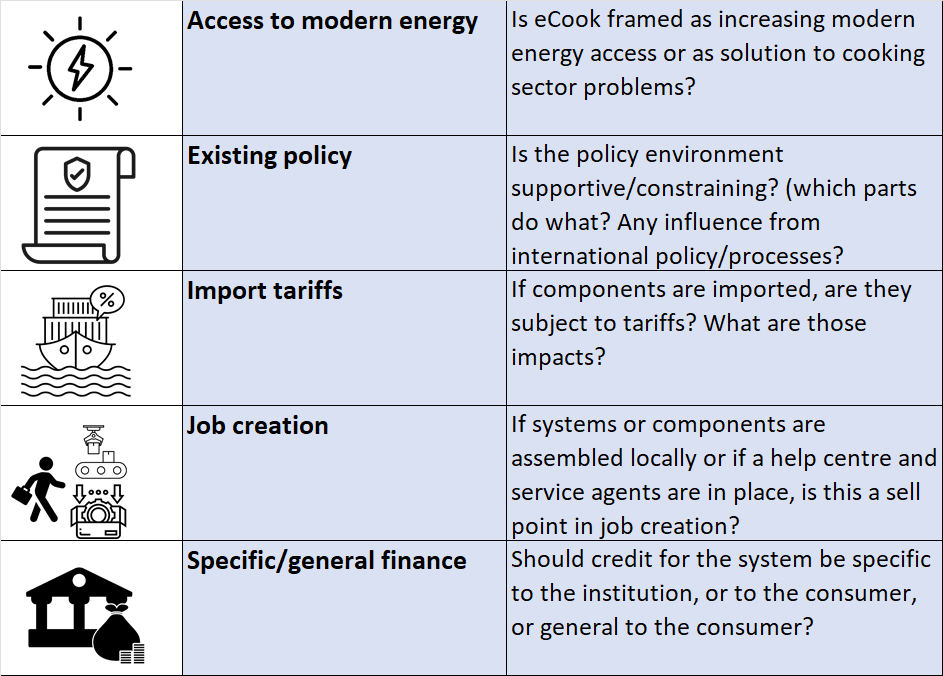 Access to modern energy
Is eCook framed as increasing modern
energy access or as solution to cooking
sector problems?
Existing policy
Is the policy environment
supportive/constraining? (which parts
do what? Any influence from
international policy/processes?
Import tariffs
If components are imported, are they
subject to tariffs? What are those
impacts?
%
Job creation
If systems or components are
assembled locally or if a help centre and
service agents are in place, is this a sell
point in job creation?
Specific/general finance
Should credit for the system be specific
to the institution, or to the consumer,
or general to the consumer?